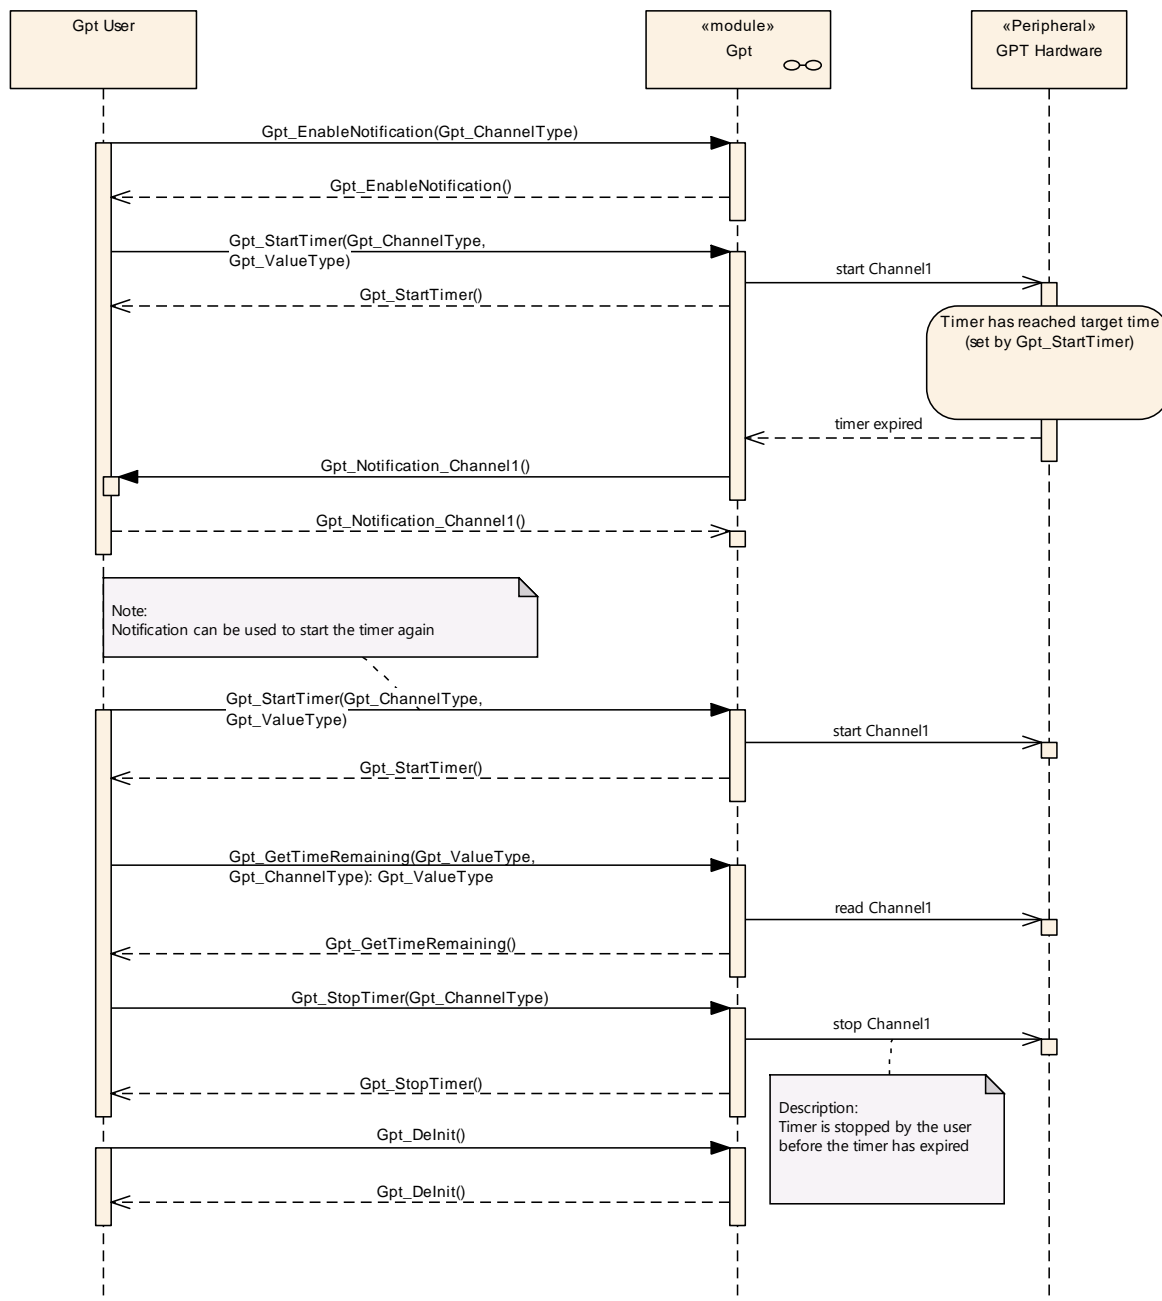 Gpt User
«module»
Gpt
«Peripheral»
GPT Hardware
Gpt_EnableNotification(Gpt_ChannelType)
Gpt_EnableNotification()
Gpt_StartTimer(Gpt_ChannelType,
Gpt_ValueType)
start Channel1
Gpt_StartTimer()
Timer has reached target time
(set by Gpt_StartTimer)
timer expired
Gpt_Notification_Channel1()
Gpt_Notification_Channel1()
Note:
Notification can be used to start the timer again
Gpt_StartTimer(Gpt_ChannelType,
Gpt_ValueType)
start Channel1
Gpt_StartTimer()
Gpt_GetTimeRemaining(Gpt_ValueType,
Gpt_ChannelType): Gpt_ValueType
read Channel1
Gpt_GetTimeRemaining()
Gpt_StopTimer(Gpt_ChannelType)
stop Channel1
Gpt_StopTimer()
Description:
Timer is stopped by the user
before the timer has expired
Gpt_DeInit()
Gpt_DeInit()